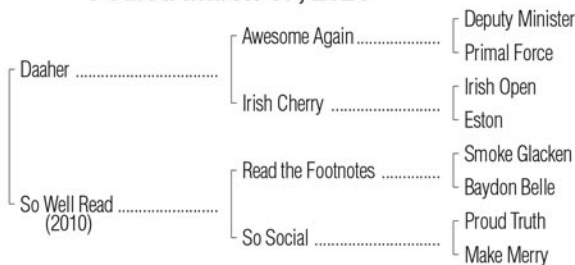 Deputy Minister
Awesome Again ....................
Primal Force
Daaher ....................................
Irish Open
Irish Cherry .........................
Eston
Smoke Glacken
Read the Footnotes ..............
Baydon Belle
So Well Read .........................
(2010)
Proud Truth
So Social ............................
Make Merry